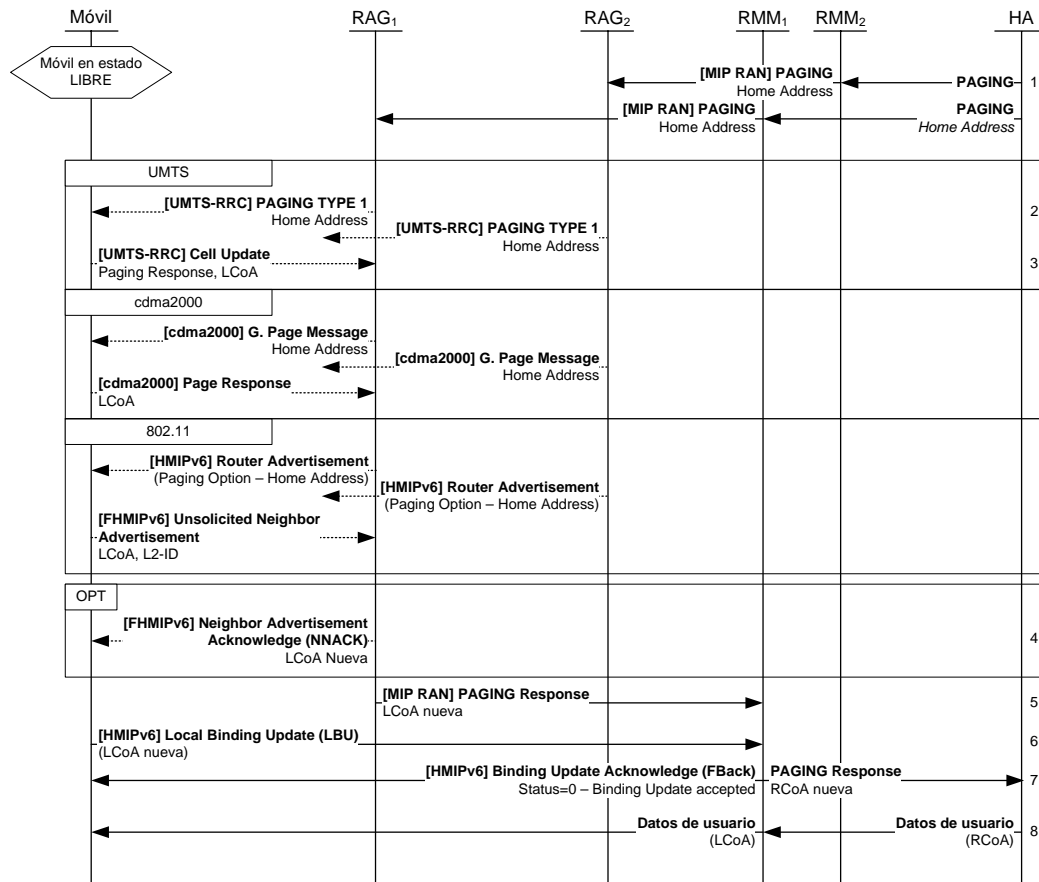 Móvil
RAG1
RAG2
RMM1
RMM2
HA
Móvil en estado
LIBRE
[MIP RAN] PAGING
Home Address
PAGING
1
[MIP RAN] PAGING
Home Address
PAGING
Home Address
UMTS
[UMTS-RRC] PAGING TYPE 1
Home Address
2
[UMTS-RRC] PAGING TYPE 1
Home Address
[UMTS-RRC] Cell Update
Paging Response, LCoA
3
cdma2000
[cdma2000] G. Page Message
Home Address
[cdma2000] G. Page Message
Home Address
[cdma2000] Page Response
LCoA
802.11
[HMIPv6] Router Advertisement
(Paging Option – Home Address)
[HMIPv6] Router Advertisement
(Paging Option – Home Address)
[FHMIPv6] Unsolicited Neighbor
Advertisement
LCoA, L2-ID
OPT
[FHMIPv6] Neighbor Advertisement
Acknowledge (NNACK)
LCoA Nueva
4
[MIP RAN] PAGING Response
LCoA nueva
5
[HMIPv6] Local Binding Update (LBU)
(LCoA nueva)
6
[HMIPv6] Binding Update Acknowledge (FBack)
Status=0 – Binding Update accepted
PAGING Response
RCoA nueva
7
Datos de usuario
(LCoA)
Datos de usuario
(RCoA)
8